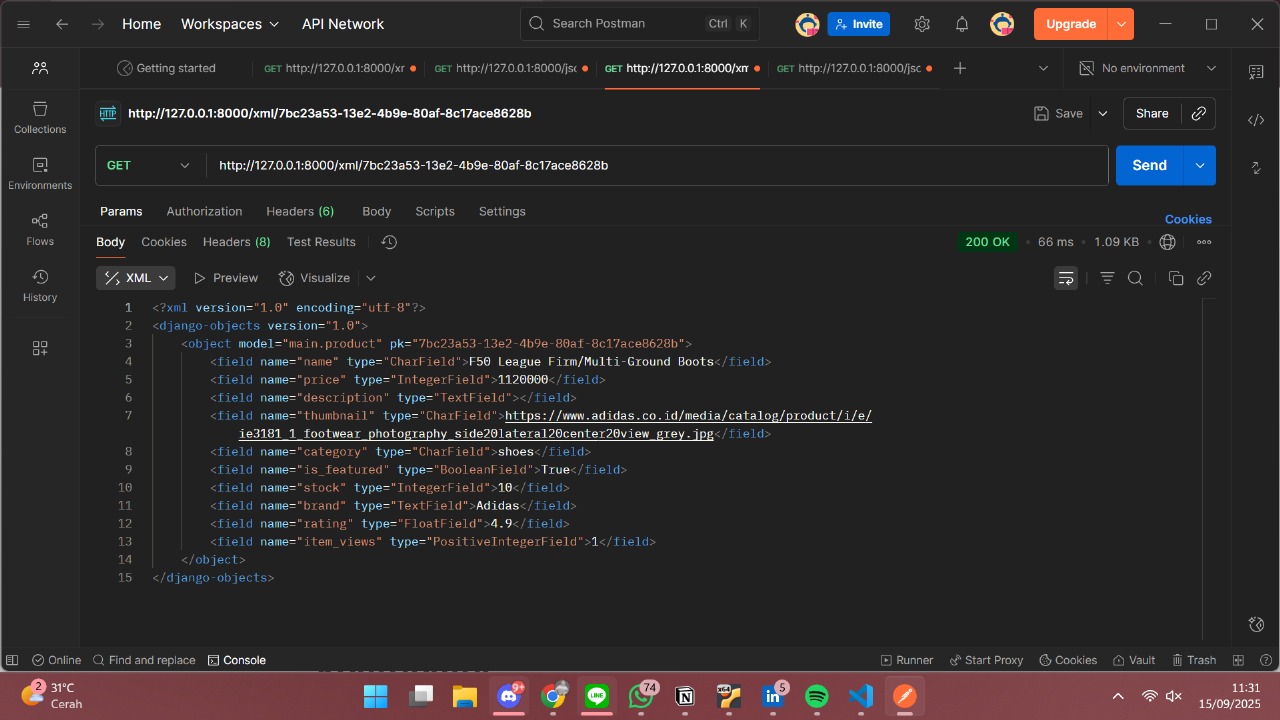 Home Workspaces API Network Search Postman Ctrl K Invite Upgrade
Getting started GET http://127.0.0.1:8000/xr GET http://127.0.0.1:8000/jsc GET http://127.0.0.1:8000/xm GET http://127.0.0.1:8000/jsc No environment
Collections
Environments
Flows
History
HTTP http://127.0.0.1:8000/xml/7bc23a53-13e2-4b9e-80af-8c17ace8628b Save Share
GET http://127.0.0.1:8000/xml/7bc23a53-13e2-4b9e-80af-8c17ace8628b Send
Params Authorization Headers (6) Body Scripts Settings Cookies
Body Cookies Headers (8) Test Results 200 OK • 66 ms • 1.09 KB
XML Preview Visualize
1 <?xml version="1.0" encoding="utf-8"?>
2 <django-objects version="1.0">
3 <object model="main.product" pk="7bc23a53-13e2-4b9e-80af-8c17ace8628b">
4 <field name="name" type="CharField">F50 League Firm/Multi-Ground Boots</field>
5 <field name="price" type="IntegerField">1120000</field>
6 <field name="description" type="TextField"></field>
7 <field name="thumbnail" type="CharField">https://www.adidas.co.id/media/catalog/product/i/e/
ie3181_1_footwear_photography_side20lateral20center20view_grey.jpg</field>
8 <field name="category" type="CharField">shoes</field>
9 <field name="is_featured" type="BooleanField">True</field>
10 <field name="stock" type="IntegerField">10</field>
11 <field name="brand" type="TextField">Adidas</field>
12 <field name="rating" type="FloatField">4.9</field>
13 <field name="item_views" type="PositiveIntegerField">1</field>
14 </object>
15 </django-objects>
Online Find and replace Console Runner Start Proxy Cookies Vault Trash
2 31°C
Cerah
9+ 74 x64 5
11:31
15/09/2025